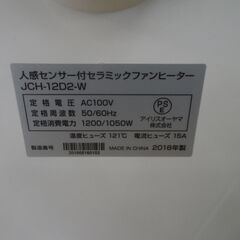 人感センサー付セラミックファンヒーター
JCH-12D2-W
定格電圧 AC100V
定格周波数 50/60Hz
定格消費電力 1200/1050W
PSE
アイリスオーヤマ
株式会社
温度ヒューズ 121℃ 電流ヒューズ 15A
製造番号
MADE IN CHINA 2018年製